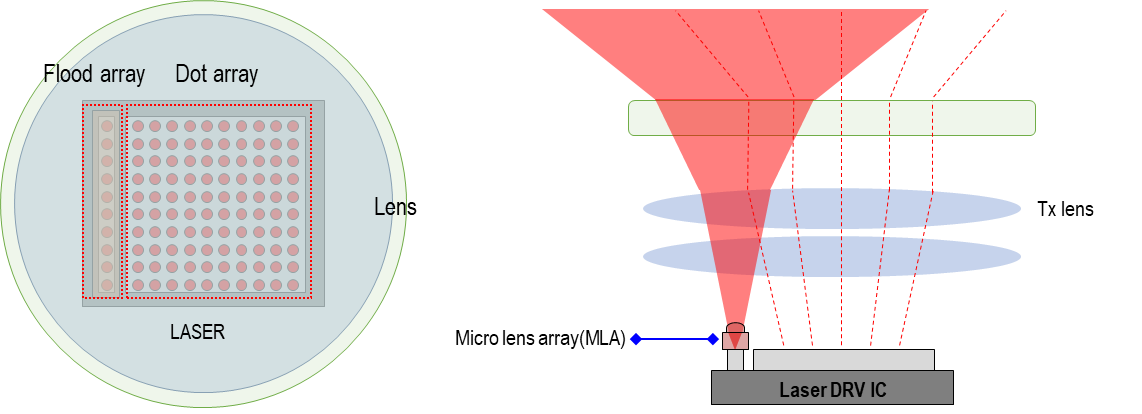 Flood array
Dot array
Lens
LASER
Tx lens
Micro lens array(MLA)
Laser DRV IC